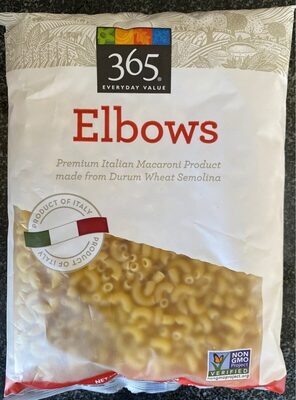 365
EVERYDAY VALUE
Elbows
Premium Italian Macaroni Product
made from Durum Wheat Semolina
PRODUCT OF ITALY
PRODUCT OF ITALY
NON
GMO
Project
VERIFIED
nongmoproject.org
NET